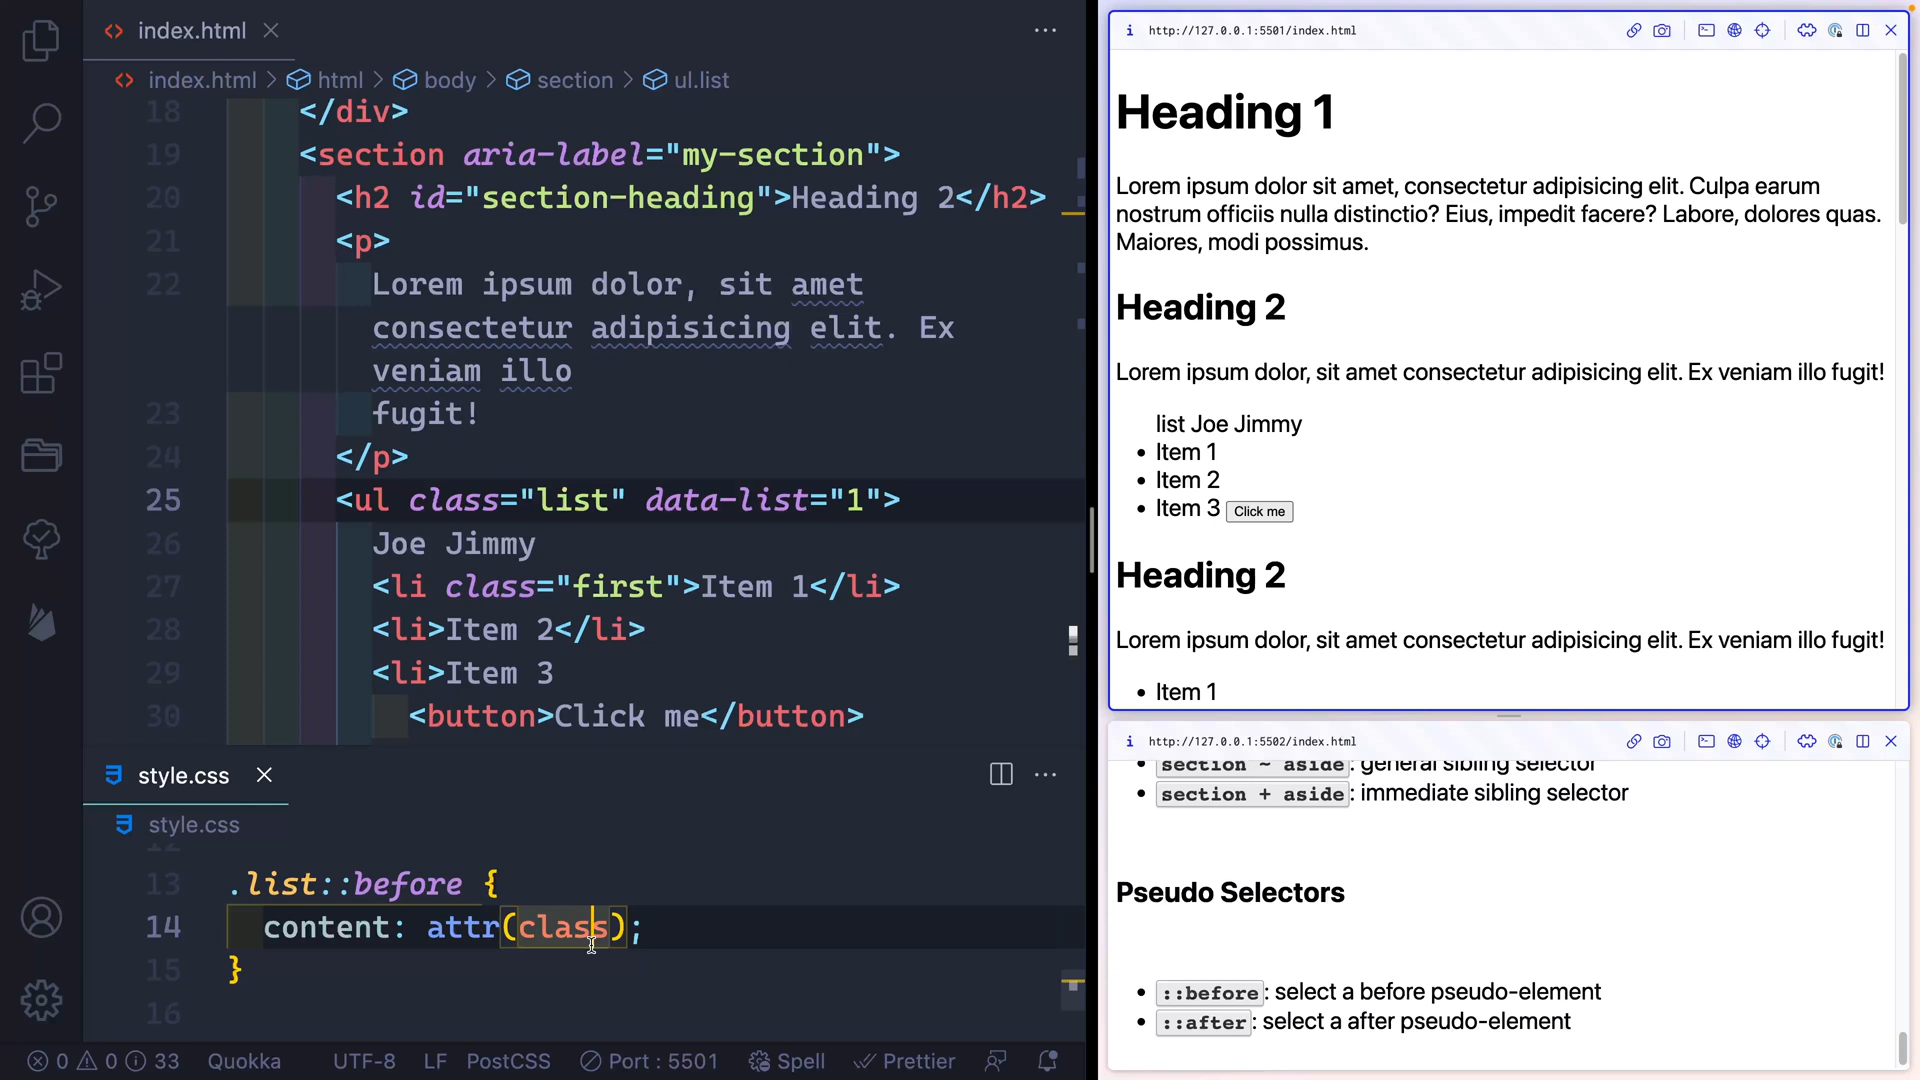 index.html
index.html > html > body > section > ul.list
18 </div>
19 <section aria-label="my-section">
20 <h2 id="section-heading">Heading 2</h2>
21 <p>
22 Lorem ipsum dolor, sit amet
consectetur adipisicing elit. Ex
veniam illo
23 fugit!
24 </p>
25 <ul class="list" data-list="1">
26 Joe Jimmy
27 <li class="first">Item 1</li>
28 <li>Item 2</li>
29 <li>Item 3
30 <button>Click me</button>
style.css
style.css
12
13 .list::before {
14 content: attr(class);
15 }
16
0 0 33 Quokka UTF-8 LF PostCSS Port : 5501 Spell Prettier
i http://127.0.0.1:5501/index.html
Heading 1
Lorem ipsum dolor sit amet, consectetur adipisicing elit. Culpa earum
nostrum officiis nulla distinctio? Eius, impedit facere? Labore, dolores quas.
Maiores, modi possimus.
Heading 2
Lorem ipsum dolor, sit amet consectetur adipisicing elit. Ex veniam illo fugit!
list Joe Jimmy
• Item 1
• Item 2
• Item 3 Click me
Heading 2
Lorem ipsum dolor, sit amet consectetur adipisicing elit. Ex veniam illo fugit!
• Item 1
i http://127.0.0.1:5502/index.html
• section ~ aside: general sibling selector
• section + aside: immediate sibling selector
Pseudo Selectors
• ::before: select a before pseudo-element
• ::after: select a after pseudo-element